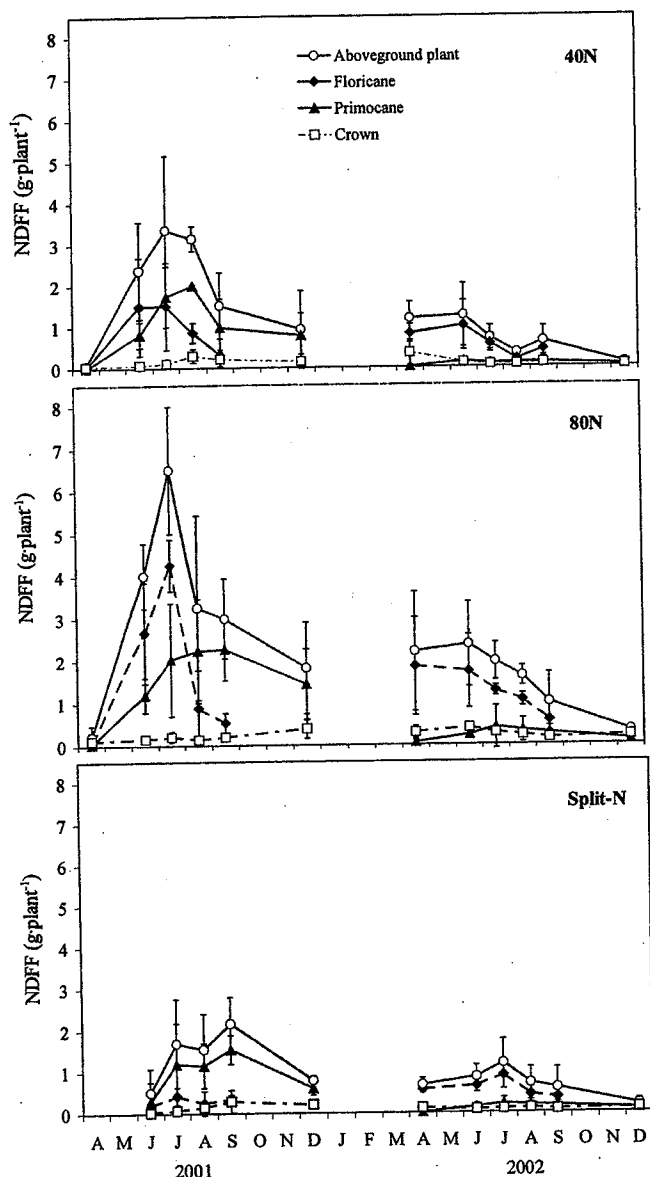 8
7
6
5
4
3
2
1
0
NDFF (g·plant⁻¹)
Aboveground plant
Floricane
Primocane
Crown
40N
8
7
6
5
4
3
2
1
0
NDFF (g·plant⁻¹)
80N
8
7
6
5
4
3
2
1
0
NDFF (g·plant⁻¹)
Split-N
A M J J A S O N D J F M A M J J A S O N D
2001 2002